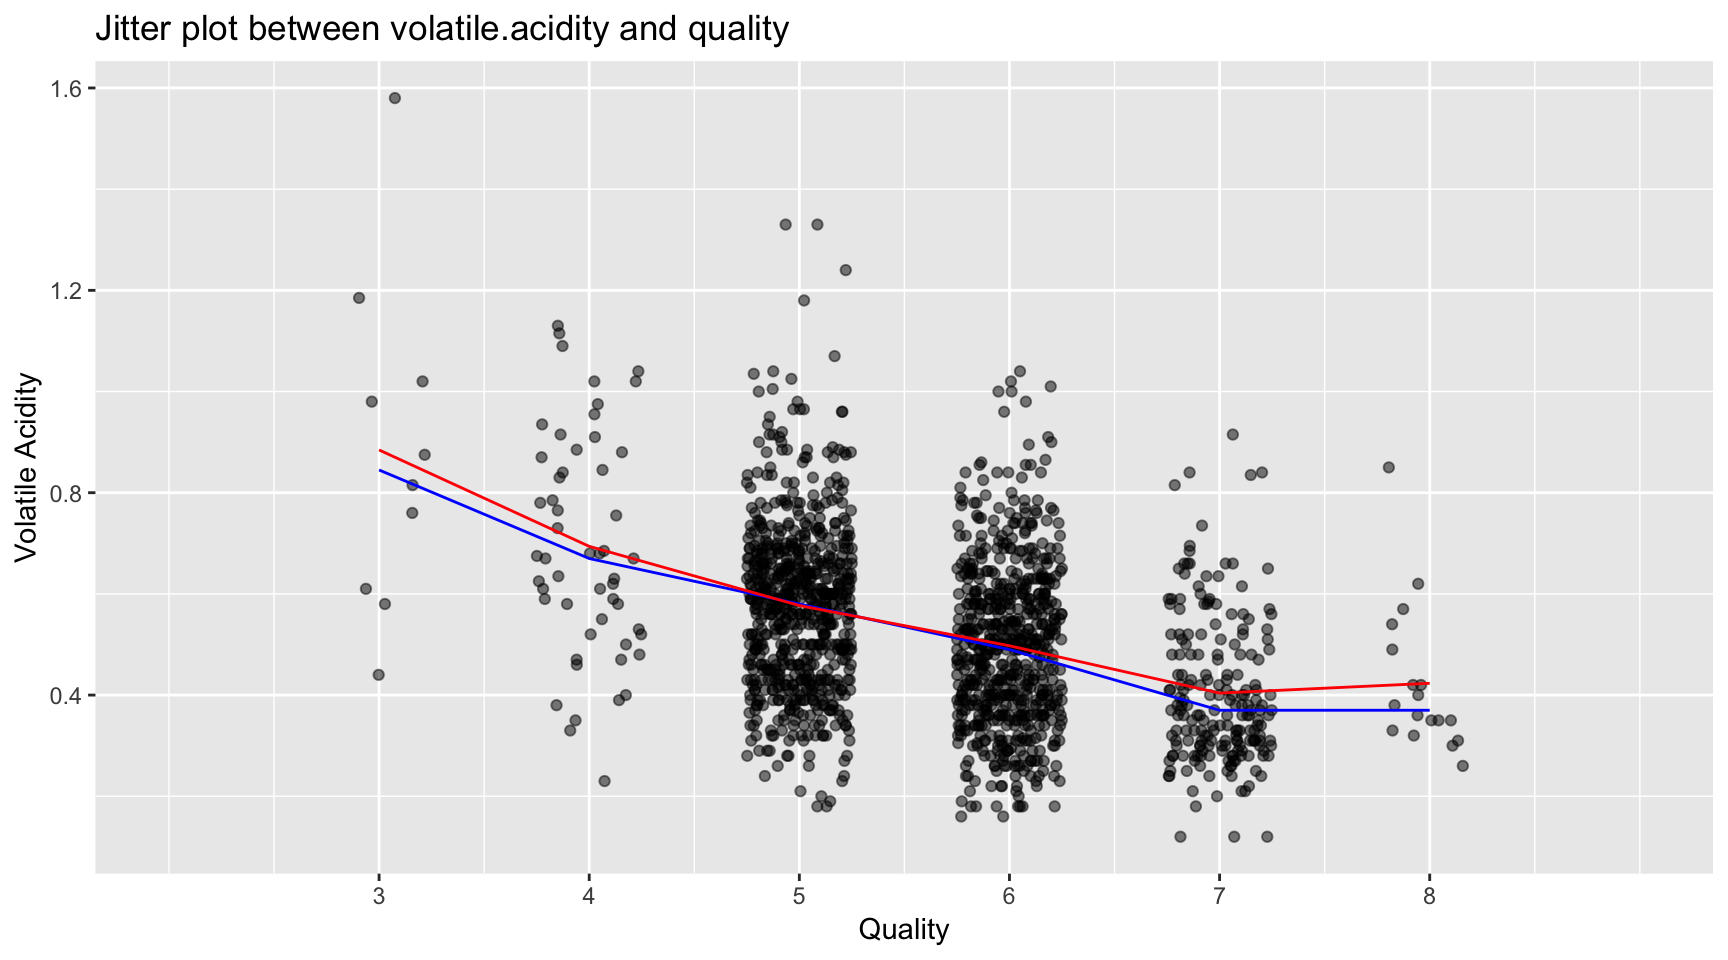 Jitter plot between volatile.acidity and quality
1.6
1.2
0.8
0.4
Volatile Acidity
3 4 5 6 7 8
Quality